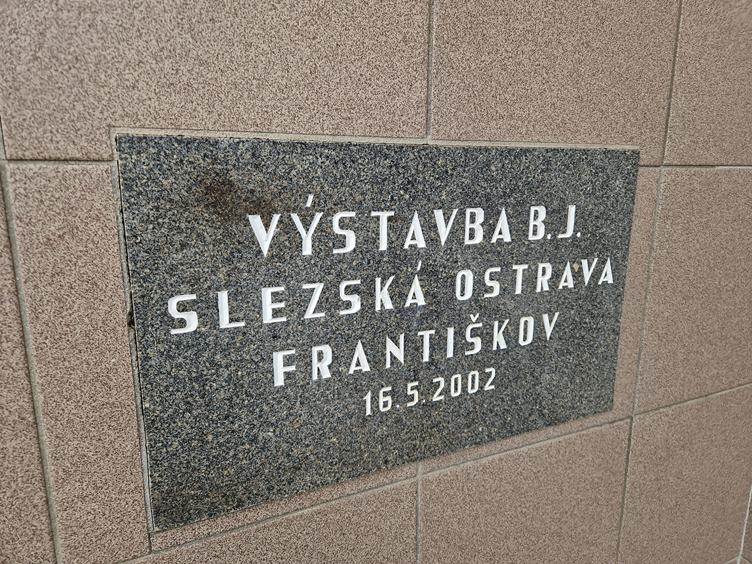 VÝSTAVBA B.J.
SLEZSKÁ OSTRAVA
FRANTIŠKOV
16.5.2002